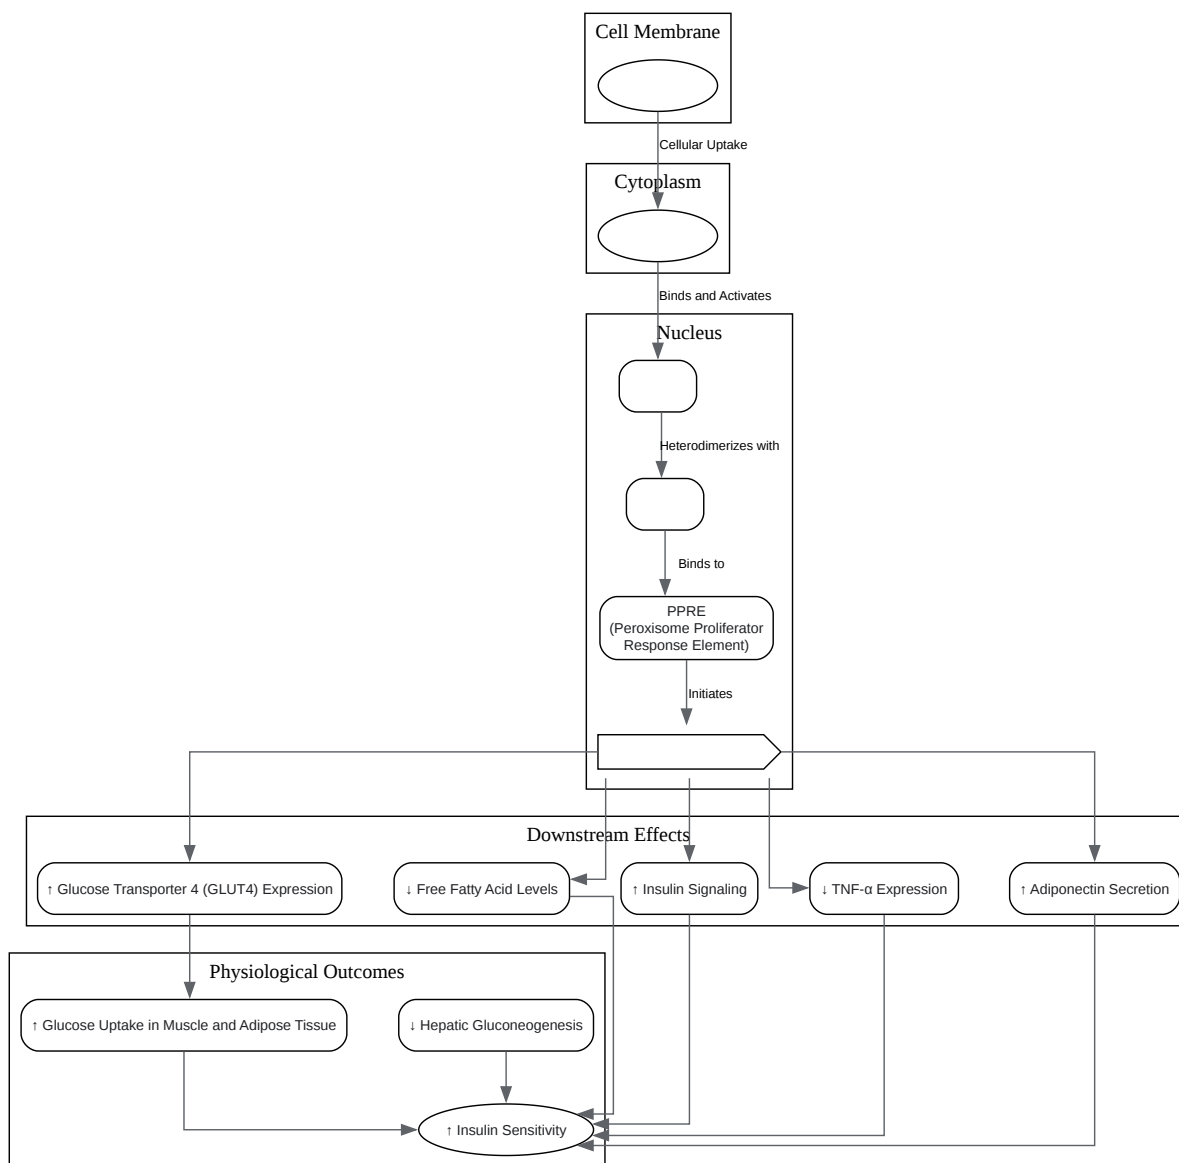 Cell Membrane
Cellular Uptake
Cytoplasm
Binds and Activates
Nucleus
Heterodimerizes with
Binds to
PPRE
(Peroxisome Proliferator
Response Element)
Initiates
Downstream Effects
↑ Glucose Transporter 4 (GLUT4) Expression
↓ Free Fatty Acid Levels
↑ Insulin Signaling
↓ TNF-α Expression
↑ Adiponectin Secretion
Physiological Outcomes
↑ Glucose Uptake in Muscle and Adipose Tissue
↓ Hepatic Gluconeogenesis
↑ Insulin Sensitivity